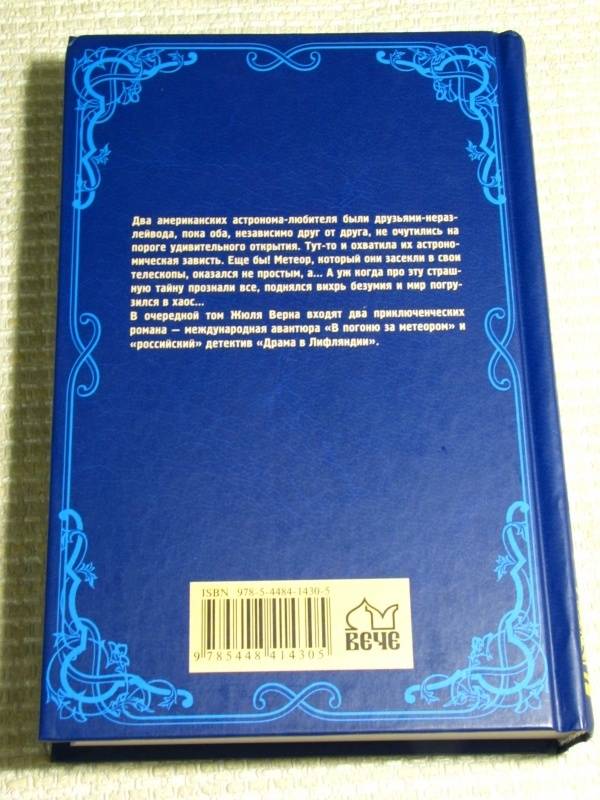 Два американских астронома-любителя были друзьями-нераз-
лейвода, пока оба, независимо друг от друга, не очутились на
пороге удивительного открытия. Тут-то и охватила их астроно-
мическая зависть. Еще бы! Метеор, который они засекли в свои
телескопы, оказался не простым, а... А уж когда про эту страш-
ную тайну прознали все, поднялся вихрь безумия и мир погру-
зился в хаос...
В очередной том Жюля Верна входят два приключенческих
романа — международная авантюра «В погоню за метеором» и
«российский» детектив «Драма в Лифляндии».
ISBN 978-5-4484-1430-5
9 785448 414305
ВЕЧЕ